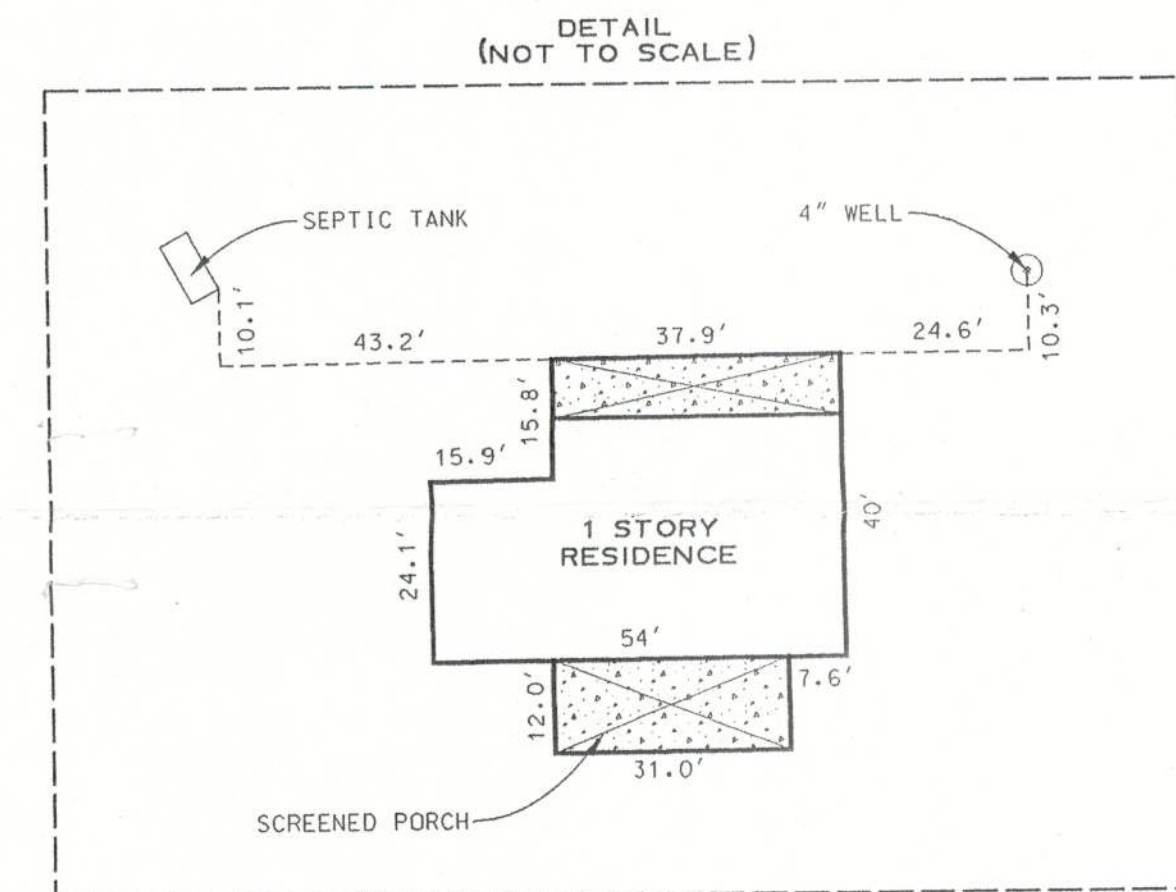 DETAIL
(NOT TO SCALE)
SEPTIC TANK
4" WELL
10.1'
43.2'
37.9'
24.6'
10.3'
15.8'
15.9'
1 STORY
RESIDENCE
40'
24.1'
54'
12.0'
7.6'
31.0'
SCREENED PORCH